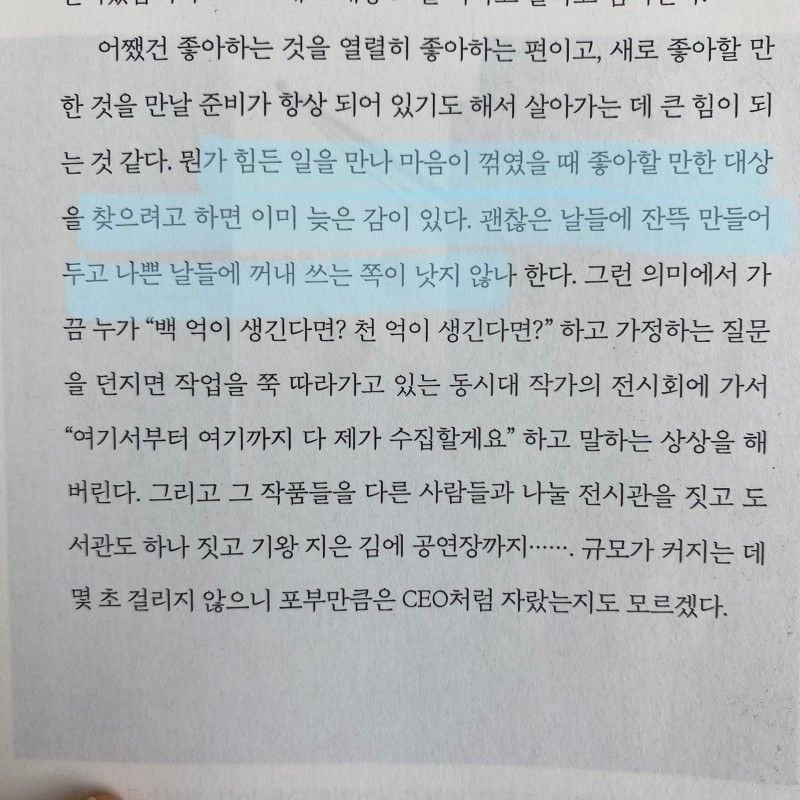 어쨌건 좋아하는 것을 열렬히 좋아하는 편이고, 새로 좋아할 만
한 것을 만날 준비가 항상 되어 있기도 해서 살아가는 데 큰 힘이 되
는 것 같다. 뭔가 힘든 일을 만나 마음이 꺾였을 때 좋아할 만한 대상
을 찾으려고 하면 이미 늦은 감이 있다. 괜찮은 날들에 잔뜩 만들어
두고 나쁜 날들에 꺼내 쓰는 쪽이 낫지 않나 한다. 그런 의미에서 가
끔 누가 “백 억이 생긴다면? 천 억이 생긴다면?” 하고 가정하는 질문
을 던지면 작업을 쭉 따라가고 있는 동시대 작가의 전시회에 가서
“여기서부터 여기까지 다 제가 수집할게요” 하고 말하는 상상을 해
버린다. 그리고 그 작품들을 다른 사람들과 나눌 전시관을 짓고 도
서관도 하나 짓고 기왕 지은 김에 공연장까지……. 규모가 커지는 데
몇 초 걸리지 않으니 포부만큼은 CEO처럼 자랐는지도 모르겠다.